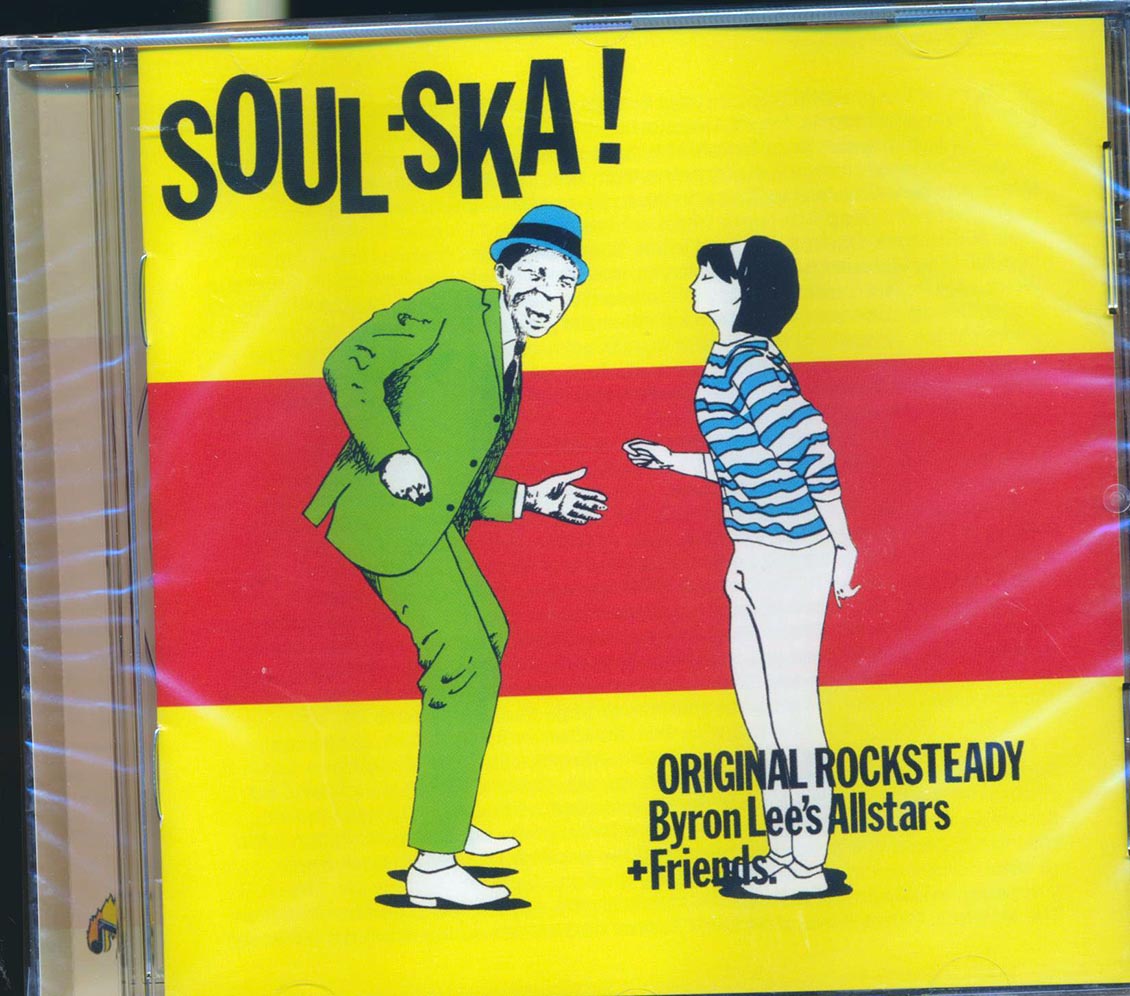 SOUL-SKA!
ORIGINAL ROCKSTEADY
Byron Lee's Allstars
+Friends.